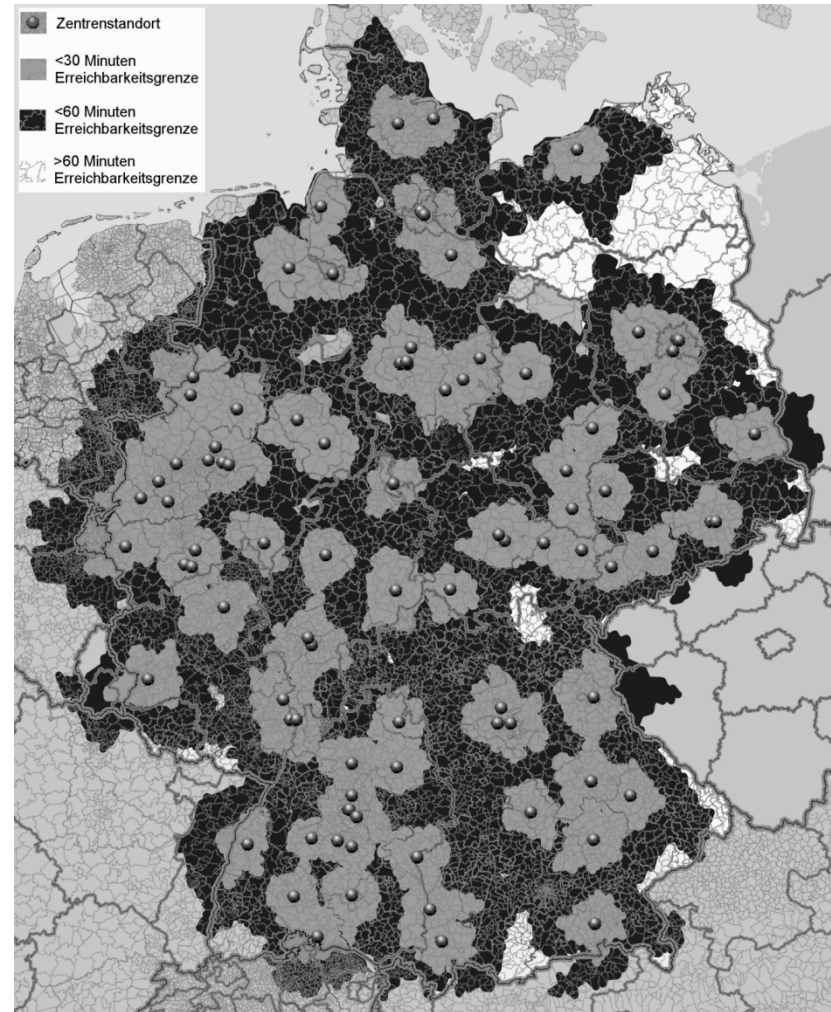 Zentrenstandort
<30 Minuten
Erreichbarkeitsgrenze
<60 Minuten
Erreichbarkeitsgrenze
>60 Minuten
Erreichbarkeitsgrenze